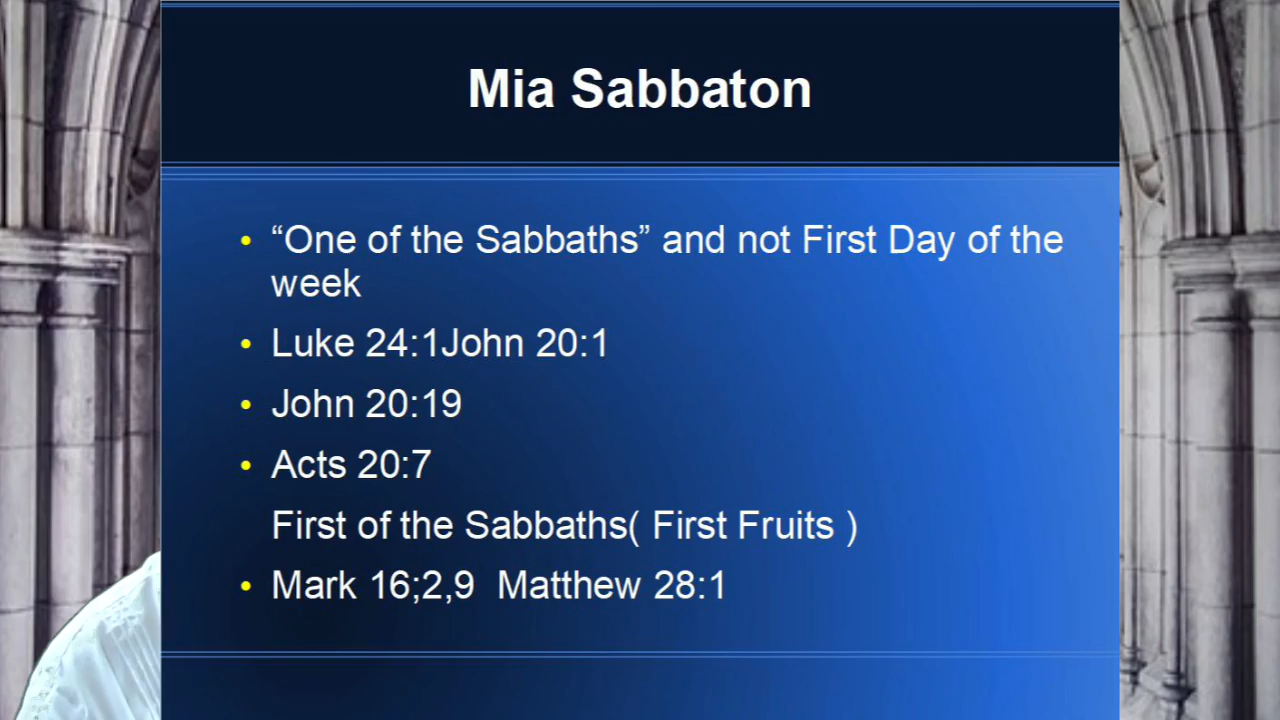 Mia Sabbaton
• “One of the Sabbaths” and not First Day of the
week
• Luke 24:1John 20:1
• John 20:19
• Acts 20:7
First of the Sabbaths( First Fruits )
• Mark 16;2,9  Matthew 28:1